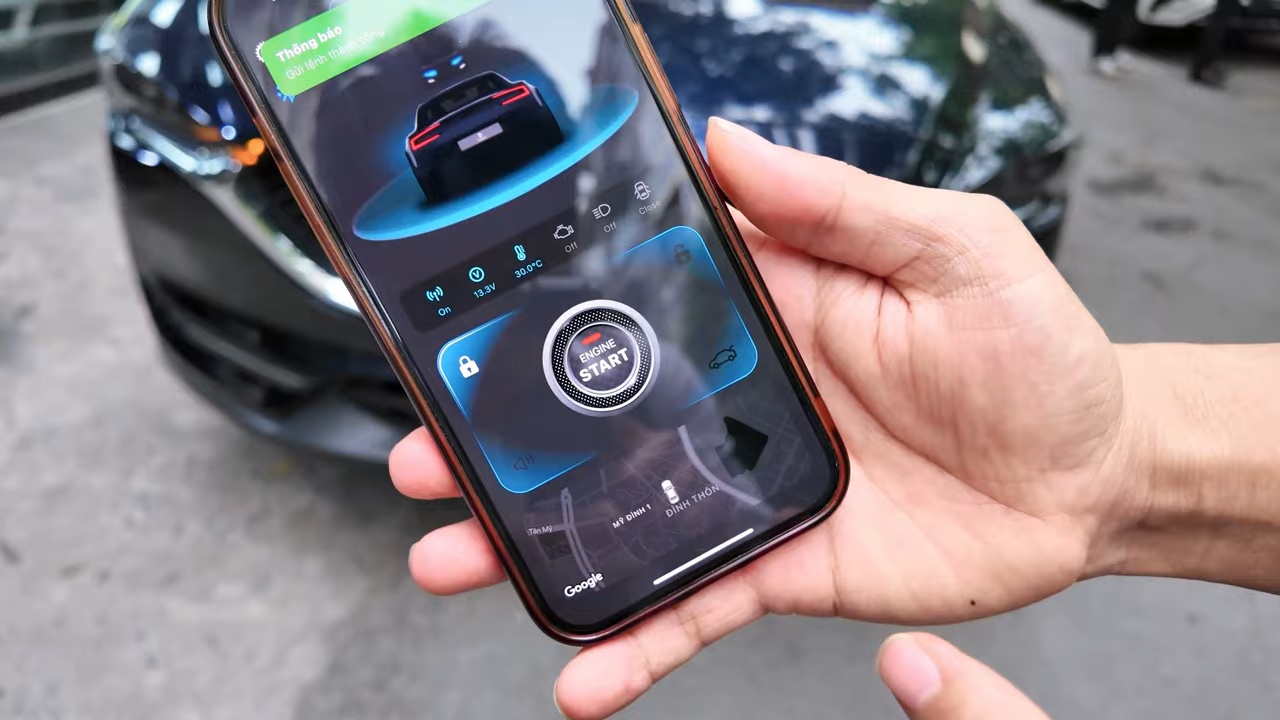 Thông báo
Gửi lệnh thành công
On
13.3V
30.0°C
Off
Off
Close
ENGINE
START
Tân Mỹ
MỸ ĐÌNH 1
ĐÌNH THÔN
Google